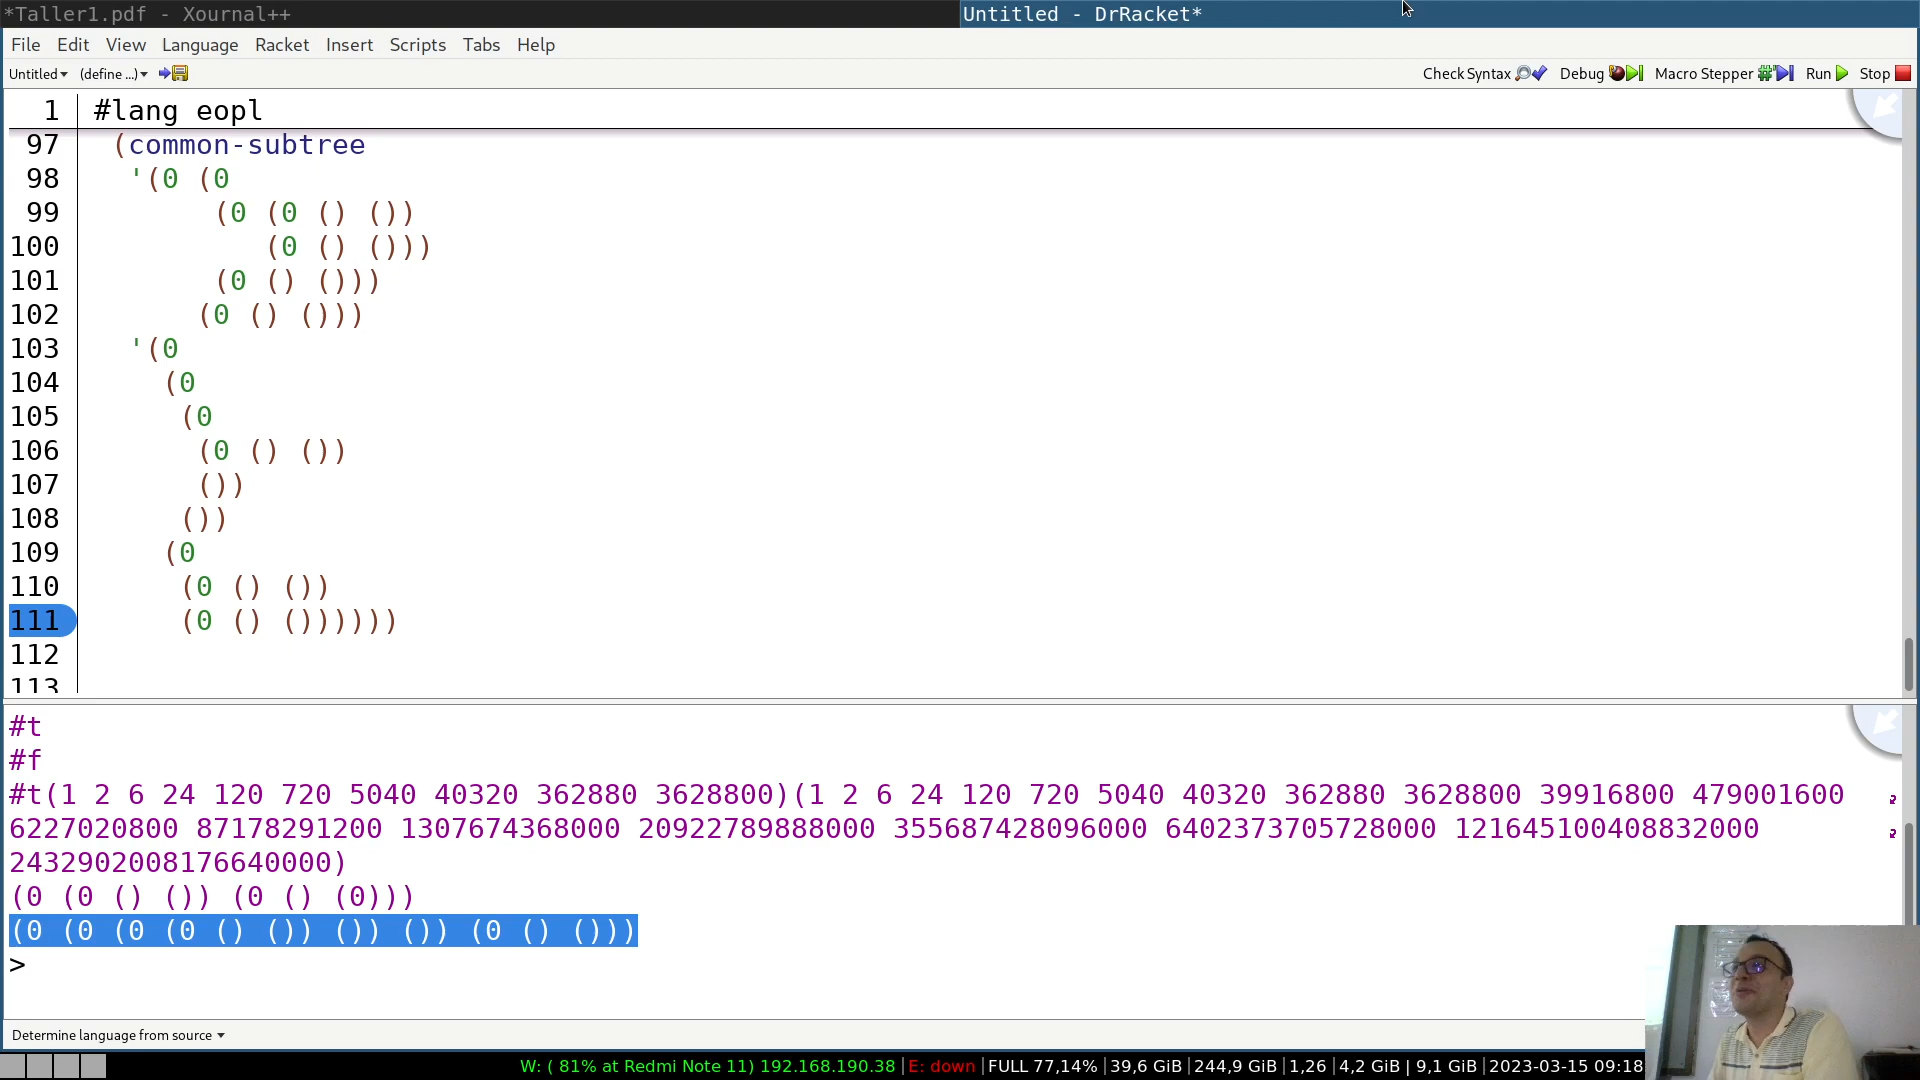 *Taller1.pdf - Xournal++
Untitled - DrRacket*
File Edit View Language Racket Insert Scripts Tabs Help
Untitled (define ...) Check Syntax Debug Macro Stepper Run Stop
1 #lang eopl
97 (common-subtree
98 '(0 (0
99 (0 (0 () ())
100 (0 () ()))
101 (0 () ()))
102 (0 () ()))
103 '(0
104 (0
105 (0
106 (0 () ())
107 ())
108 ())
109 (0
110 (0 () ())
111 (0 () ())))))
112
113
#t
#f
#t(1 2 6 24 120 720 5040 40320 362880 3628800)(1 2 6 24 120 720 5040 40320 362880 3628800 39916800 479001600
6227020800 87178291200 1307674368000 20922789888000 355687428096000 6402373705728000 121645100408832000
2432902008176640000)
(0 (0 () ()) (0 () (0)))
(0 (0 (0 (0 () ()) ()) ()) (0 () ()))
>
Determine language from source
W: ( 81% at Redmi Note 11) 192.168.190.38 | E: down | FULL 77,14% | 39,6 GiB | 244,9 GiB | 1,26 | 4,2 GiB | 9,1 GiB | 2023-03-15 09:18